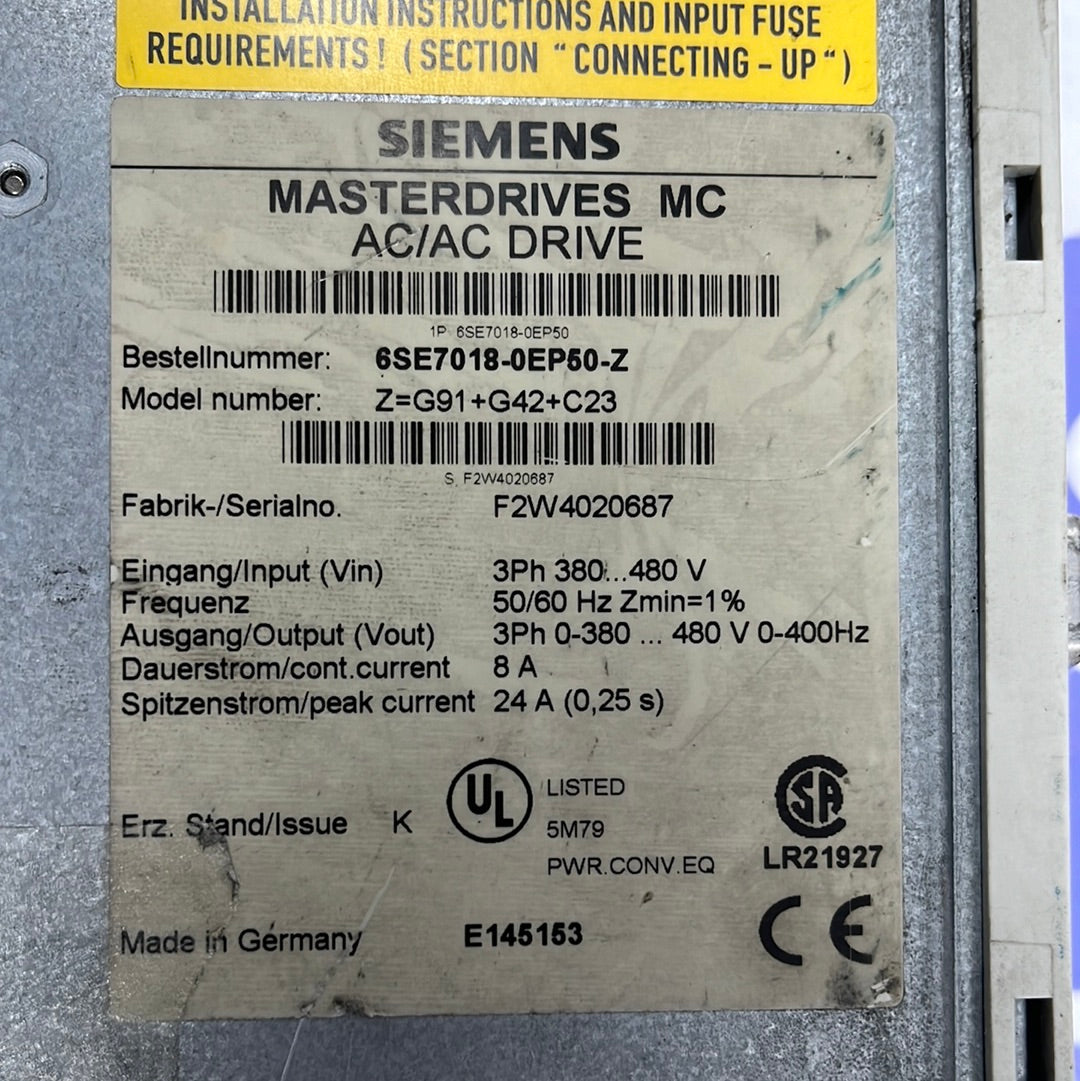 INSTALLATION INSTRUCTIONS AND INPUT FUSE
REQUIREMENTS! (SECTION "CONNECTING-UP")
SIEMENS
MASTERDRIVES MC
AC/AC DRIVE
1P 6SE7018-0EP50
Bestellnummer: 6SE7018-0EP50-Z
Model number: Z=G91+G42+C23
S F2W4020687
Fabrik-/Serialno. F2W4020687
Eingang/Input (Vin) 3Ph 380...480 V
Frequenz 50/60 Hz Zmin=1%
Ausgang/Output (Vout) 3Ph 0-380 ... 480 V 0-400Hz
Dauerstrom/cont.current 8 A
Spitzenstrom/peak current 24 A (0,25 s)
Erz. Stand/Issue K
UL LISTED
5M79
PWR.CONV.EQ
SA
LR21927
Made in Germany E145153
CE